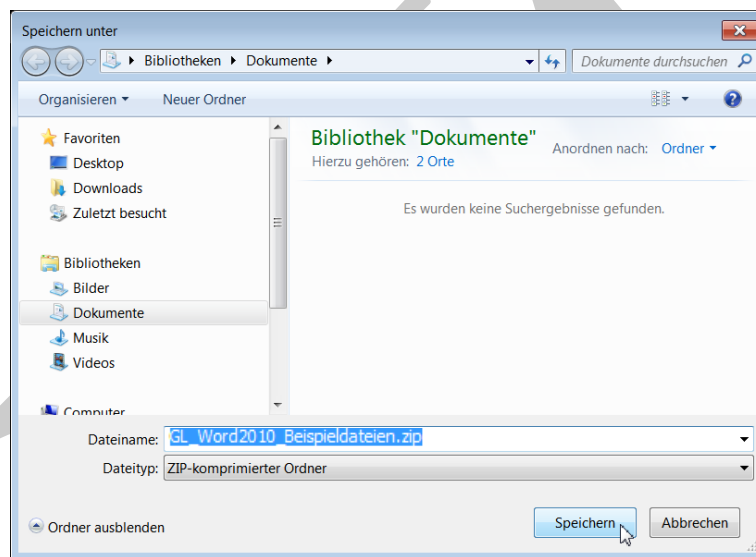 Speichern unter
Bibliotheken Dokumente
Dokumente durchsuchen
Organisieren Neuer Ordner
Favoriten
Desktop
Downloads
Zuletzt besucht
Bibliotheken
Bilder
Dokumente
Musik
Videos
Computer
Bibliothek "Dokumente"
Hierzu gehören: 2 Orte
Anordnen nach: Ordner
Es wurden keine Suchergebnisse gefunden.
Dateiname: GL_Word2010_Beispieldateien.zip
Dateityp: ZIP-komprimierter Ordner
Ordner ausblenden
Speichern
Abbrechen